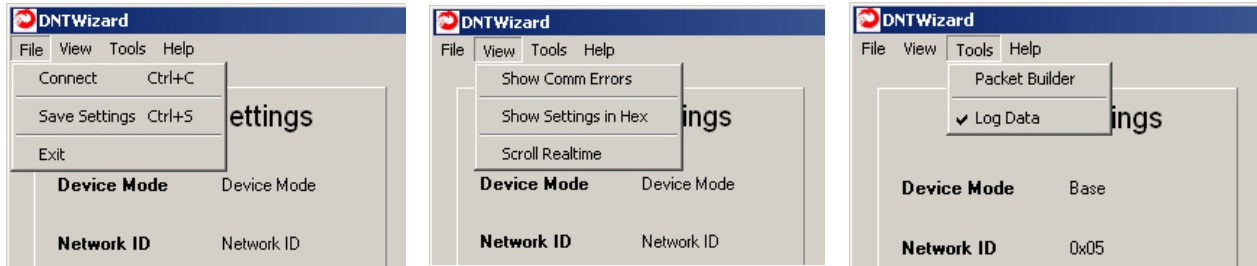 DNTWizard
File View Tools Help
Connect Ctrl+C
Save Settings Ctrl+S
Exit
ettings
Device Mode Device Mode
Network ID Network ID
DNTWizard
File View Tools Help
Show Comm Errors
Show Settings in Hex
Scroll Realtime
ings
Device Mode Device Mode
Network ID Network ID
DNTWizard
File View Tools Help
Packet Builder
Log Data
ings
Device Mode Base
Network ID 0x05